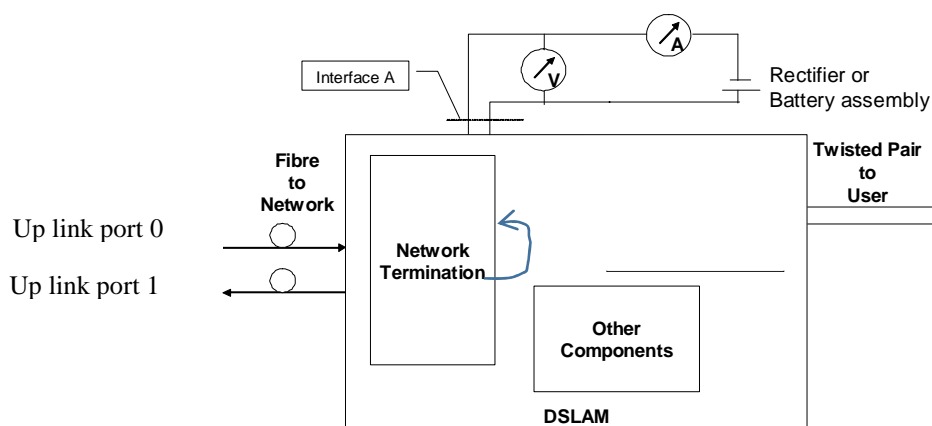 A
V
Interface A
Rectifier or
Battery assembly
Fibre
to
Network
Twisted Pair
to
User
Up link port 0
Network
Termination
Up link port 1
Other
Components
DSLAM